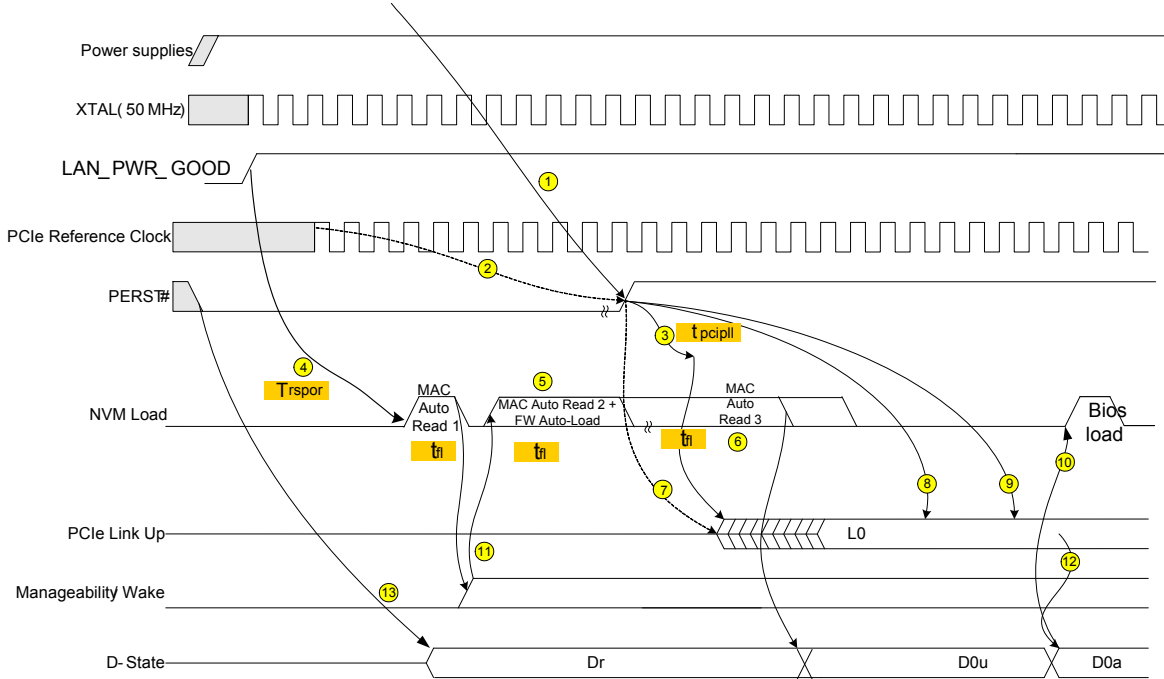 Power supplies
XTAL( 50 MHz)
LAN_PWR_ GOOD
1
PCIe Reference Clock
2
PERST#
3
t pcipll
4
Trspor
5
NVM Load
MAC
Auto
Read 1
MAC Auto Read 2 +
FW Auto-Load
MAC
Auto
Read 3
Bios
load
tfl
tfl
tfl
6
7
8
9
10
PCIe Link Up
L0
11
12
Manageability/Wake
13
D-State
Dr
D0u
D0a